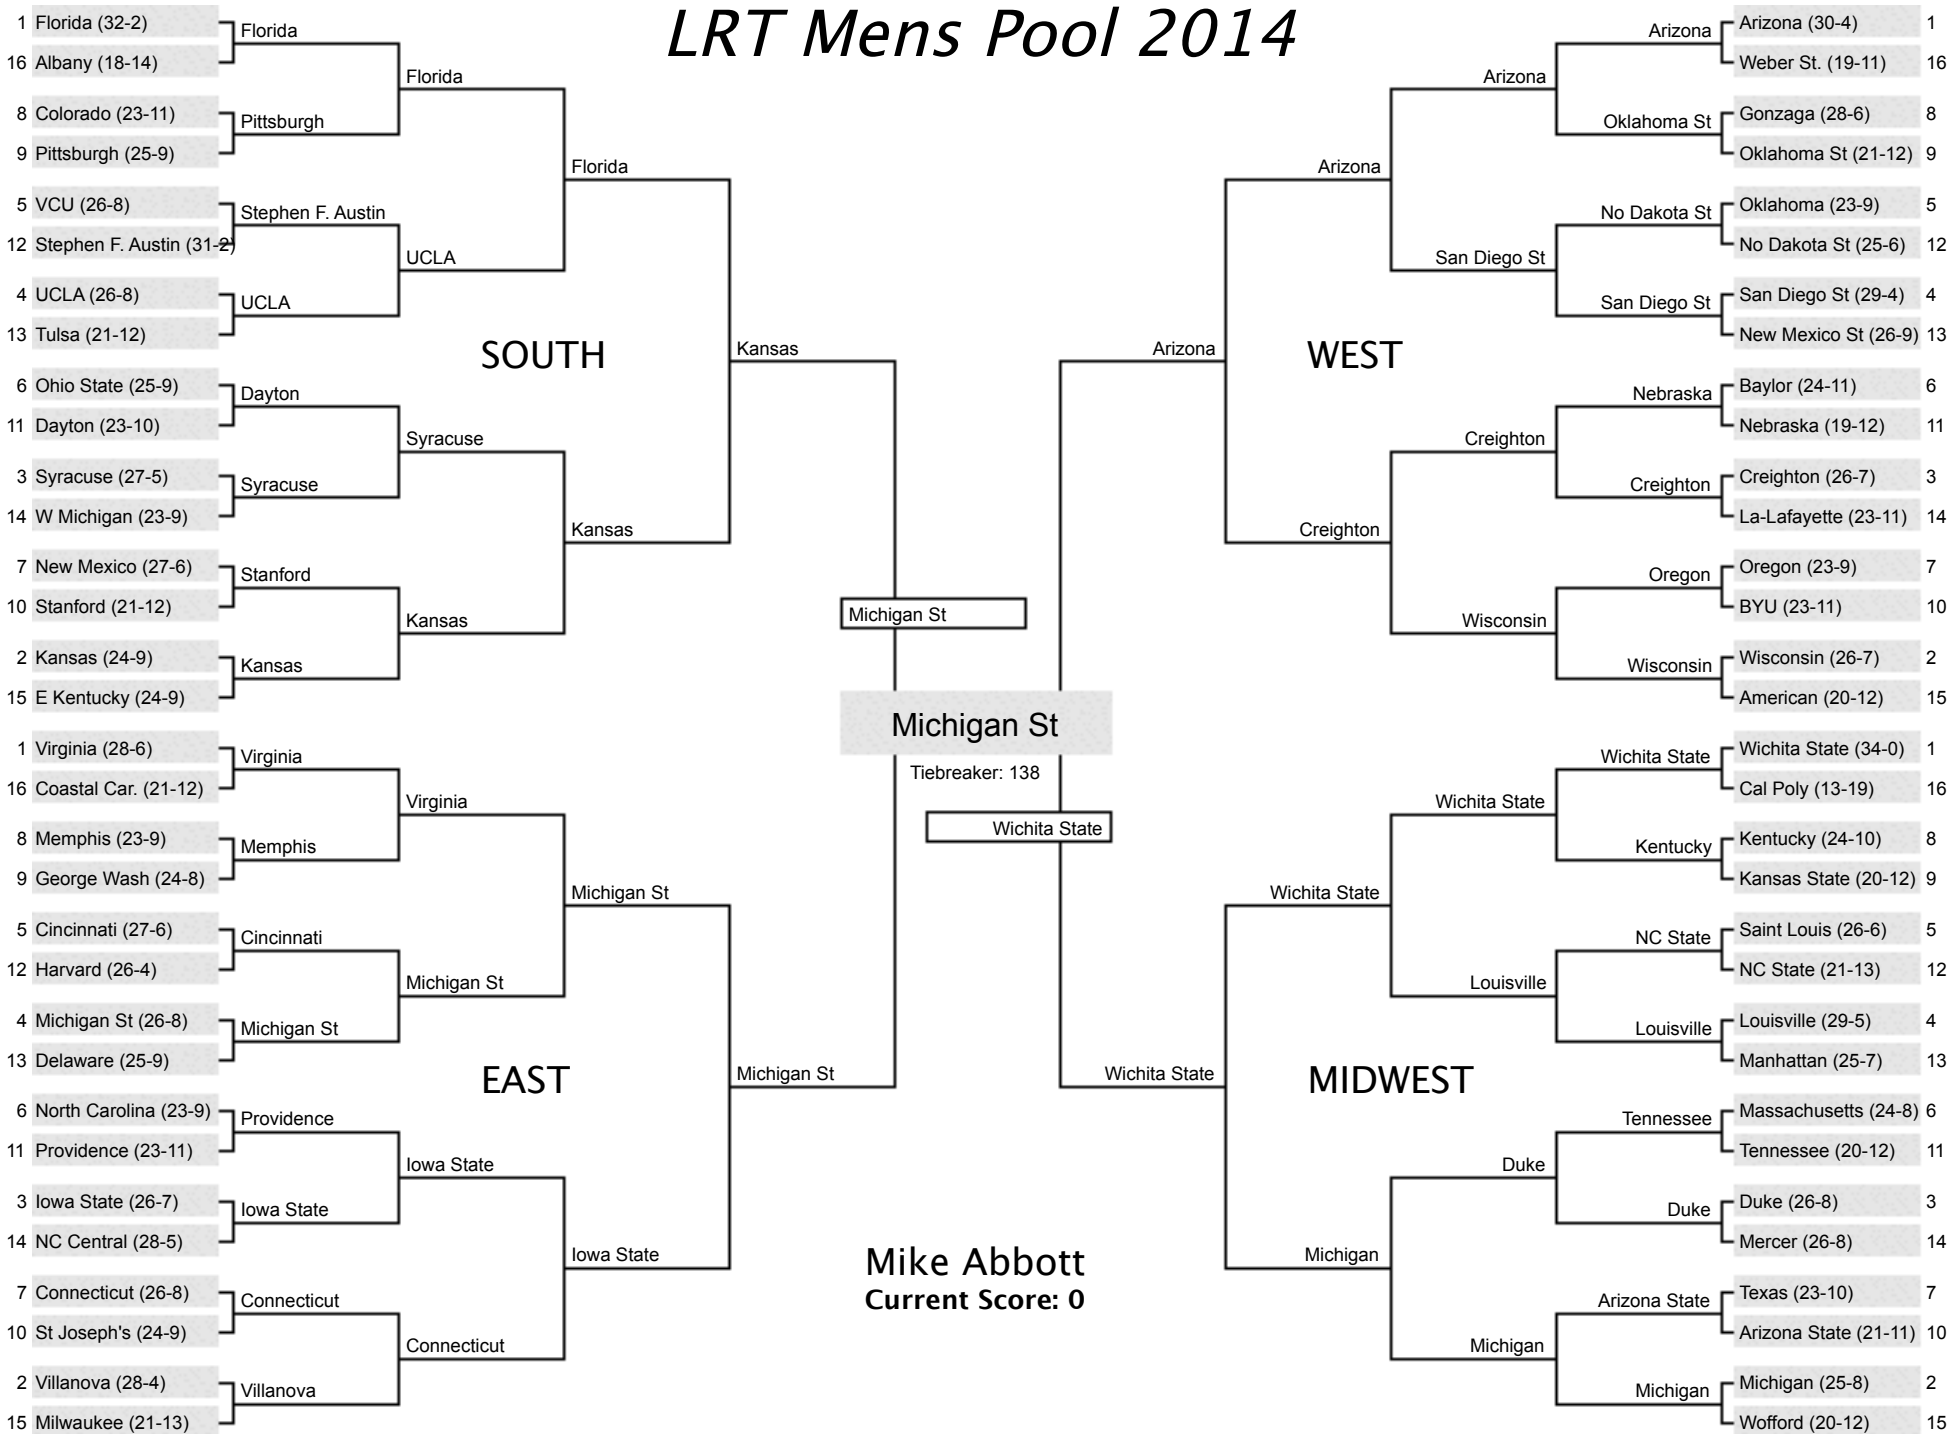 LRT Mens Pool 2014
1 Florida (32-2)
Florida
16 Albany (18-14)
Florida
8 Colorado (23-11)
Pittsburgh
9 Pittsburgh (25-9)
Florida
5 VCU (26-8)
Stephen F. Austin
12 Stephen F. Austin (31-2)
UCLA
4 UCLA (26-8)
UCLA
13 Tulsa (21-12)
SOUTH
Kansas
6 Ohio State (25-9)
Dayton
11 Dayton (23-10)
Syracuse
3 Syracuse (27-5)
Syracuse
14 W Michigan (23-9)
Kansas
7 New Mexico (27-6)
Stanford
10 Stanford (21-12)
Kansas
2 Kansas (24-9)
Kansas
15 E Kentucky (24-9)
1 Virginia (28-6)
Virginia
16 Coastal Car. (21-12)
Virginia
8 Memphis (23-9)
Memphis
9 George Wash (24-8)
Michigan St
5 Cincinnati (27-6)
Cincinnati
12 Harvard (26-4)
Michigan St
4 Michigan St (26-8)
Michigan St
13 Delaware (25-9)
EAST
Michigan St
6 North Carolina (23-9)
Providence
11 Providence (23-11)
Iowa State
3 Iowa State (26-7)
Iowa State
14 NC Central (28-5)
Iowa State
7 Connecticut (26-8)
Connecticut
10 St Joseph's (24-9)
Connecticut
2 Villanova (28-4)
Villanova
15 Milwaukee (21-13)
Michigan St
Michigan St
Tiebreaker: 138
Wichita State
Mike Abbott
Current Score: 0
Arizona (30-4) 1
Arizona
Weber St. (19-11) 16
Arizona
Gonzaga (28-6) 8
Oklahoma St
Oklahoma St (21-12) 9
Arizona
Oklahoma (23-9) 5
No Dakota St
No Dakota St (25-6) 12
San Diego St
San Diego St (29-4) 4
San Diego St
New Mexico St (26-9) 13
Arizona
WEST
Baylor (24-11) 6
Nebraska
Nebraska (19-12) 11
Creighton
Creighton (26-7) 3
Creighton
La-Lafayette (23-11) 14
Creighton
Oregon (23-9) 7
Oregon
BYU (23-11) 10
Wisconsin
Wisconsin (26-7) 2
Wisconsin
American (20-12) 15
Wichita State (34-0) 1
Wichita State
Cal Poly (13-19) 16
Wichita State
Kentucky (24-10) 8
Kentucky
Kansas State (20-12) 9
Wichita State
Saint Louis (26-6) 5
NC State
NC State (21-13) 12
Louisville
Louisville (29-5) 4
Louisville
Manhattan (25-7) 13
Wichita State
MIDWEST
Massachusetts (24-8) 6
Tennessee
Tennessee (20-12) 11
Duke
Duke (26-8) 3
Duke
Mercer (26-8) 14
Michigan
Texas (23-10) 7
Arizona State
Arizona State (21-11) 10
Michigan
Michigan (25-8) 2
Michigan
Wofford (20-12) 15